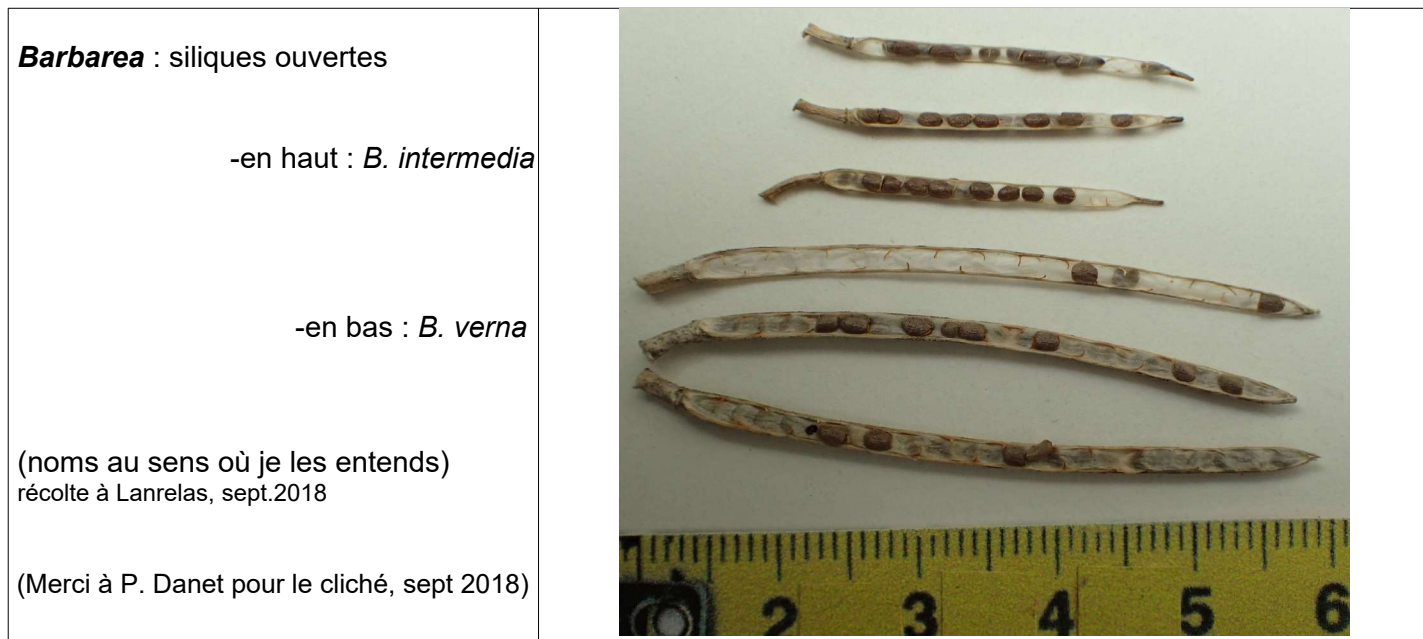 Barbarea : siliques ouvertes
-en haut : B. intermedia
-en bas : B. verna
(noms au sens où je les entends)
récolte à Lanrelas, sept.2018
(Merci à P. Danet pour le cliché, sept 2018)
2 3 4 5 6